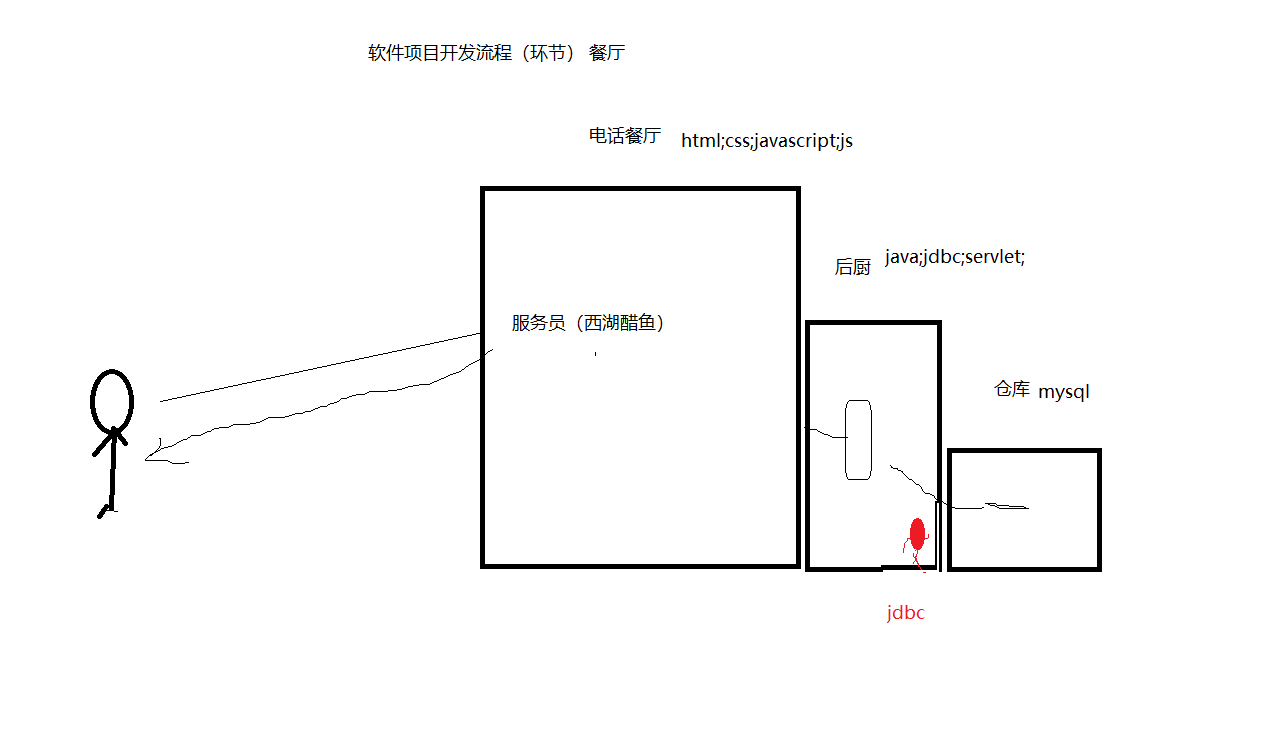 软件项目开发流程（环节） 餐厅
电话餐厅 html;css;javascript;js
后厨 java;jdbc;servlet;
服务员（西湖醋鱼）
仓库 mysql
jdbc